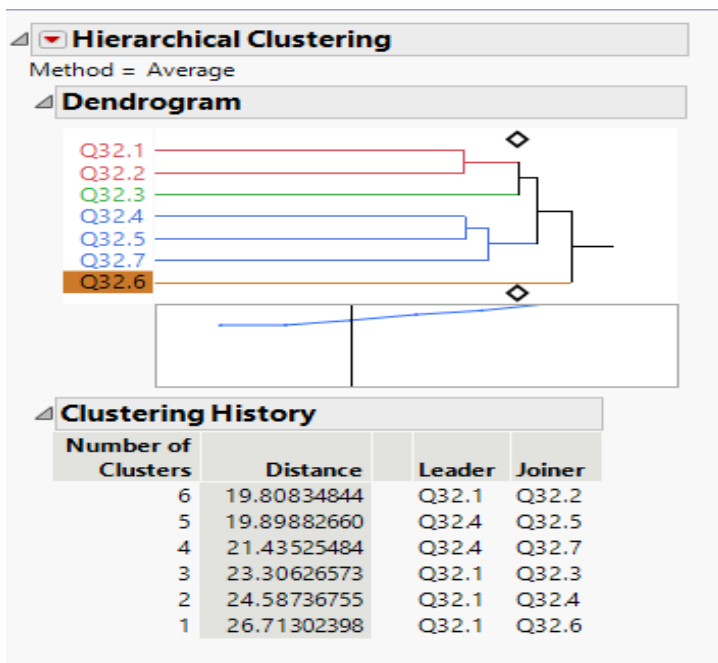 Hierarchical Clustering
Method = Average
Dendrogram
Q32.1
Q32.2
Q32.3
Q32.4
Q32.5
Q32.7
Q32.6
Clustering History
Number of
Clusters Distance Leader Joiner
6 19.80834844 Q32.1 Q32.2
5 19.89882660 Q32.4 Q32.5
4 21.43525484 Q32.4 Q32.7
3 23.30626573 Q32.1 Q32.3
2 24.58736755 Q32.1 Q32.4
1 26.71302398 Q32.1 Q32.6